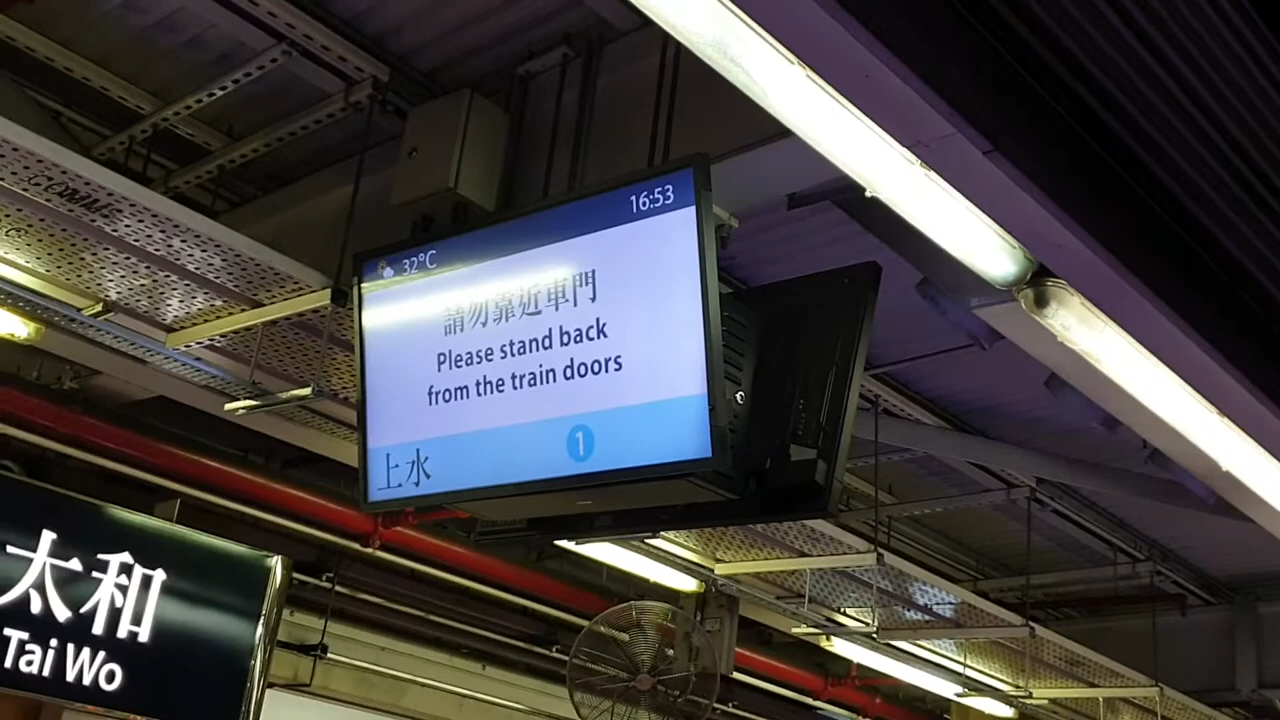 COMMS
16:53
32°C
請勿靠近車門
Please stand back
from the train doors
1
上水
太和
Tai Wo